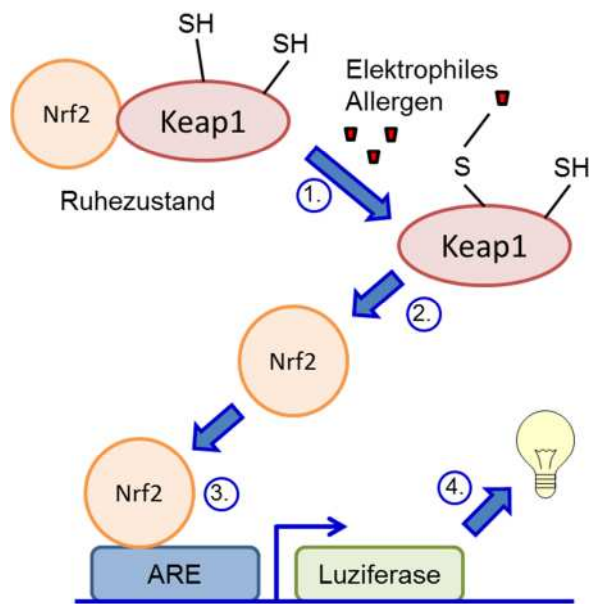 SH
SH
Nrf2
Keap1
Elektrophiles
Allergen
Ruhezustand
1.
S
SH
Keap1
2.
Nrf2
Nrf2
3.
4.
ARE
Luziferase